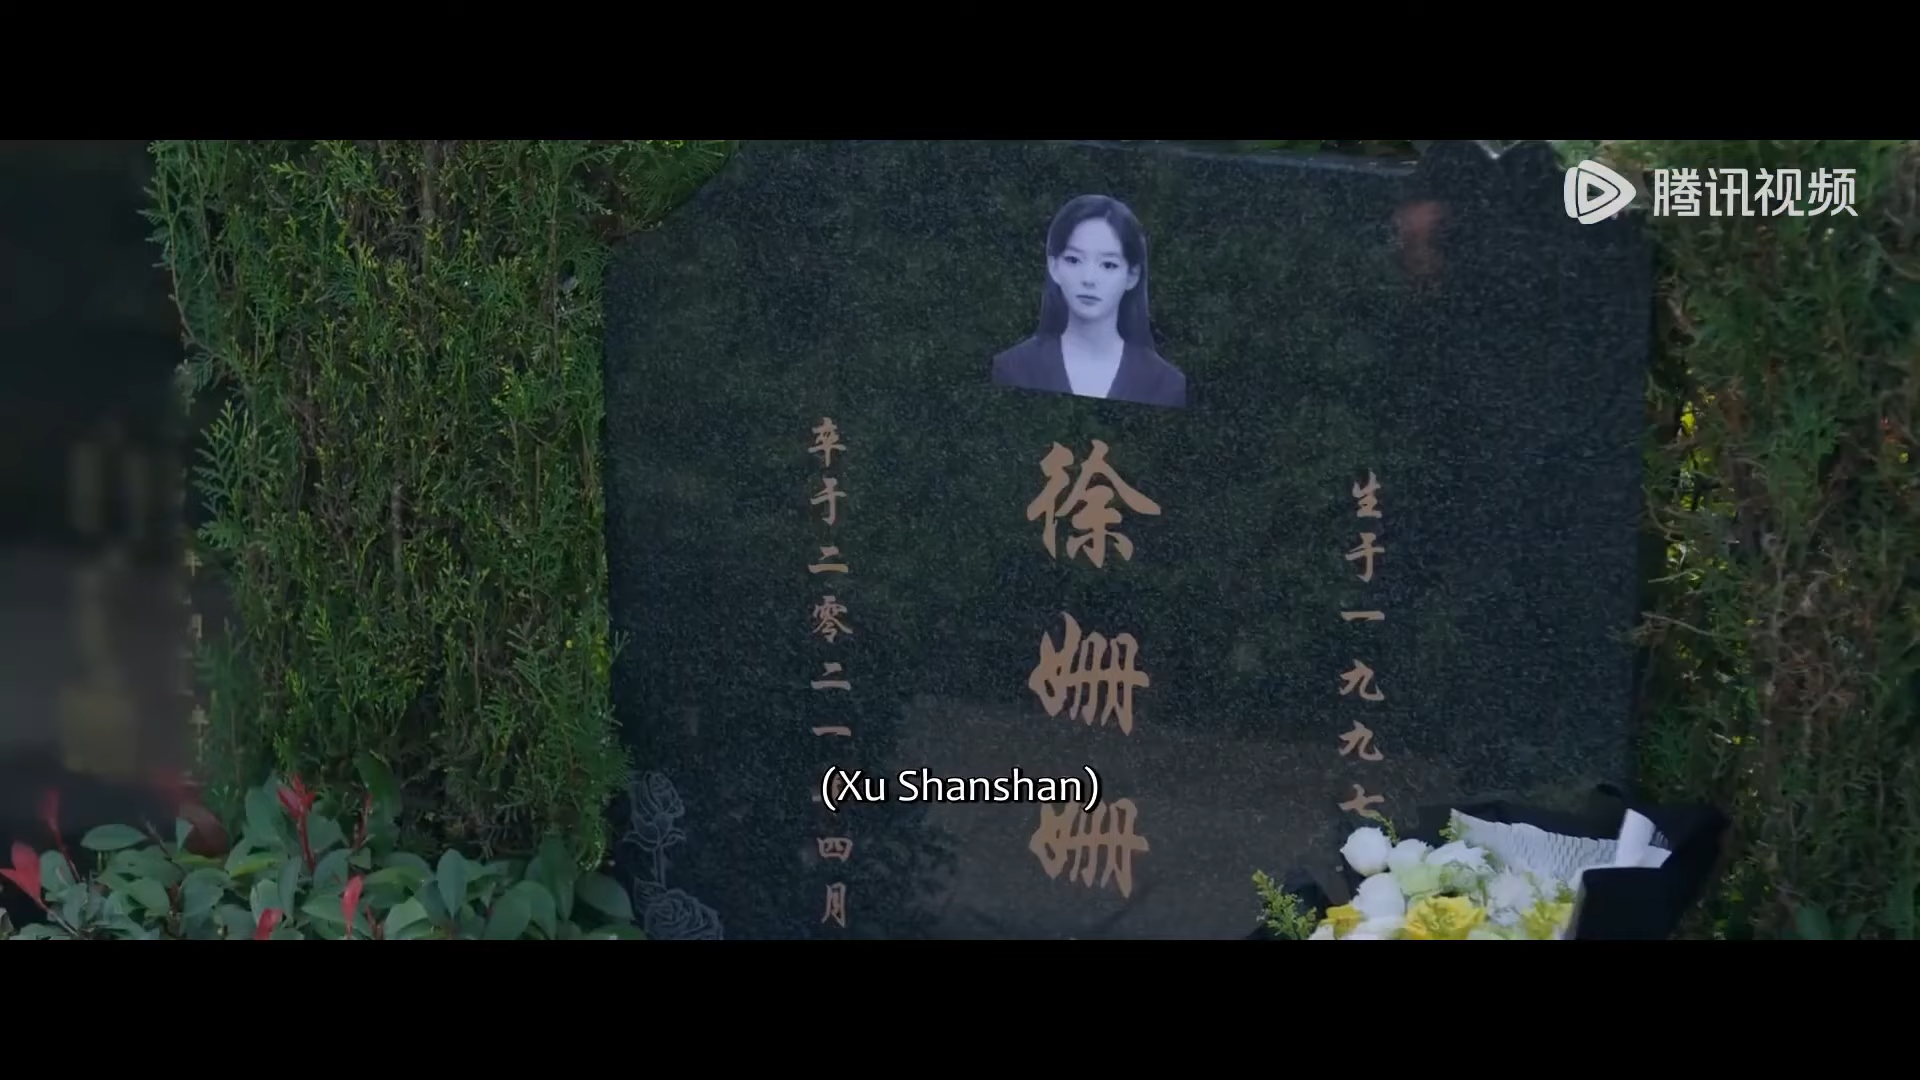 腾讯视频
生于一九九七
徐姗姗
卒于二零二一
四月
(Xu Shanshan)